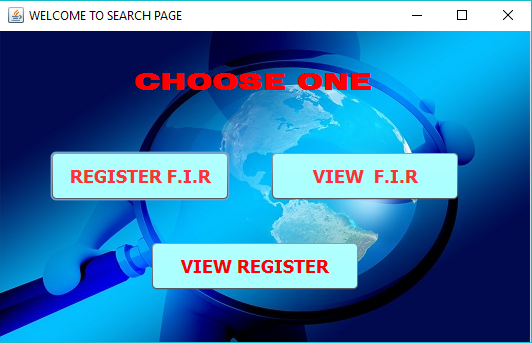 WELCOME TO SEARCH PAGE
CHOOSE ONE
REGISTER F.I.R
VIEW F.I.R
VIEW REGISTER